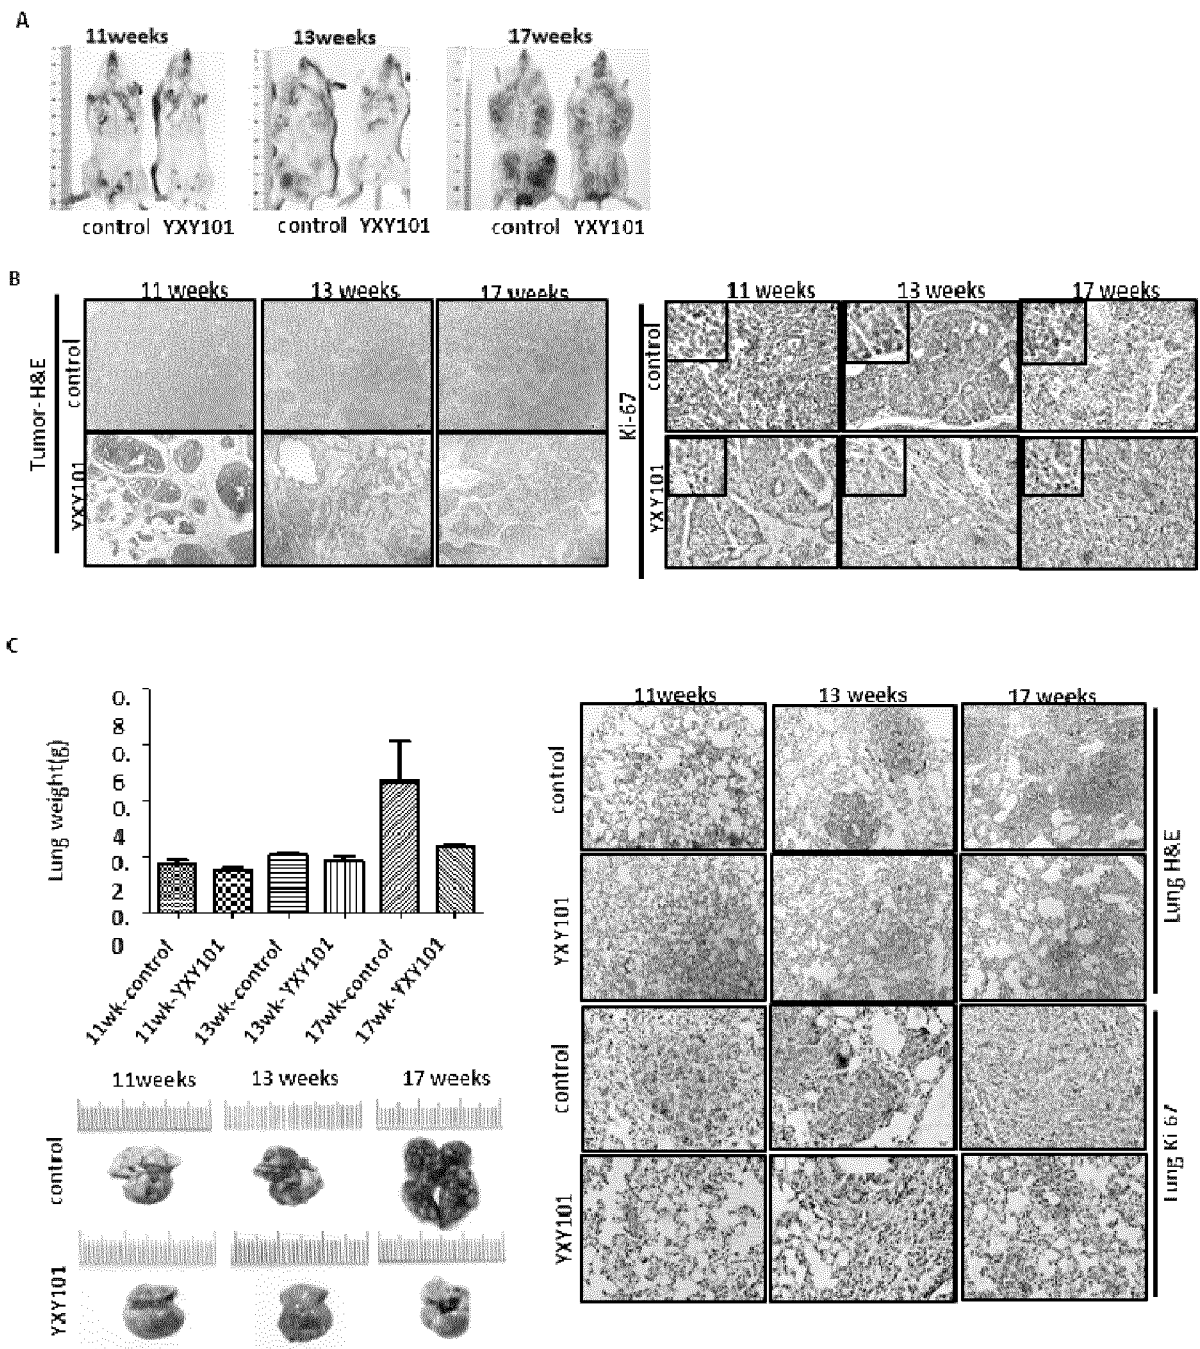 A
11weeks
13weeks
17weeks
control YXY101
control YXY101
control YXY101
B
11 weeks
13 weeks
17 weeks
Tumor-H&E
control
YXY101
11 weeks
13 weeks
17 weeks
Ki-67
control
YXY101
C
Lung weight(g)
0.
8
0.
6
0.
4
0.
2
0.
0
11wk-control
11wk-YXY101
13wk-control
13wk-YXY101
17wk-control
17wk-YXY101
11weeks
13 weeks
17 weeks
control
YXY101
11weeks
13 weeks
17 weeks
control
YXY101
Lung H&E
control
YXY101
Lung Ki 67